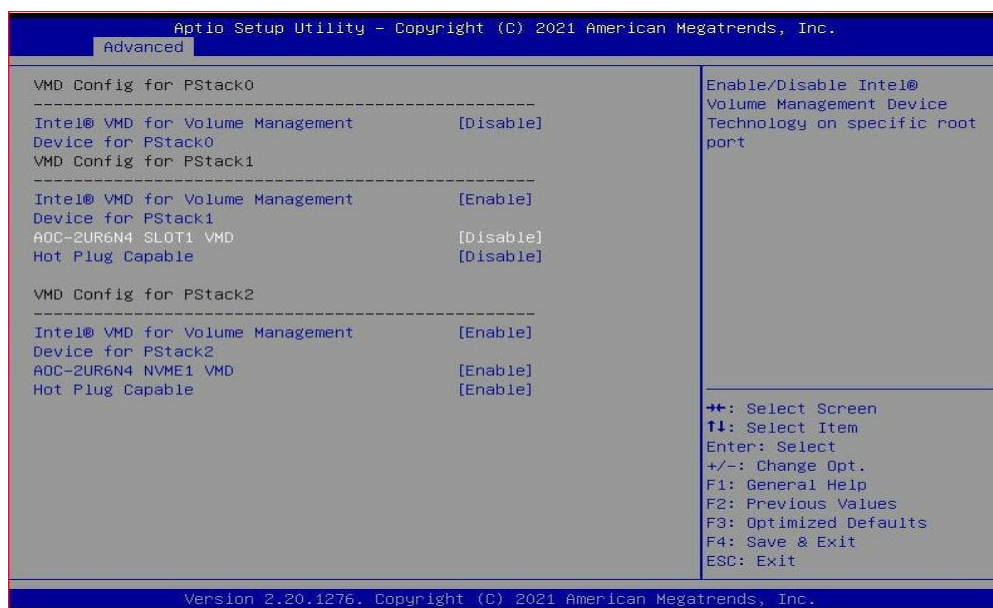 Aptio Setup Utility – Copyright (C) 2021 American Megatrends, Inc.
Advanced
VMD Config for PStack0
--------------------------------------------------
Intel® VMD for Volume Management [Disable]
Device for PStack0
VMD Config for PStack1
--------------------------------------------------
Intel® VMD for Volume Management [Enable]
Device for PStack1
AOC-2UR6N4 SLOT1 VMD [Disable]
Hot Plug Capable [Disable]
VMD Config for PStack2
--------------------------------------------------
Intel® VMD for Volume Management [Enable]
Device for PStack2
AOC-2UR6N4 NVME1 VMD [Enable]
Hot Plug Capable [Enable]
Enable/Disable Intel®
Volume Management Device
Technology on specific root
port
→←: Select Screen
↑↓: Select Item
Enter: Select
+/-: Change Opt.
F1: General Help
F2: Previous Values
F3: Optimized Defaults
F4: Save & Exit
ESC: Exit
Version 2.20.1276. Copyright (C) 2021 American Megatrends, Inc.